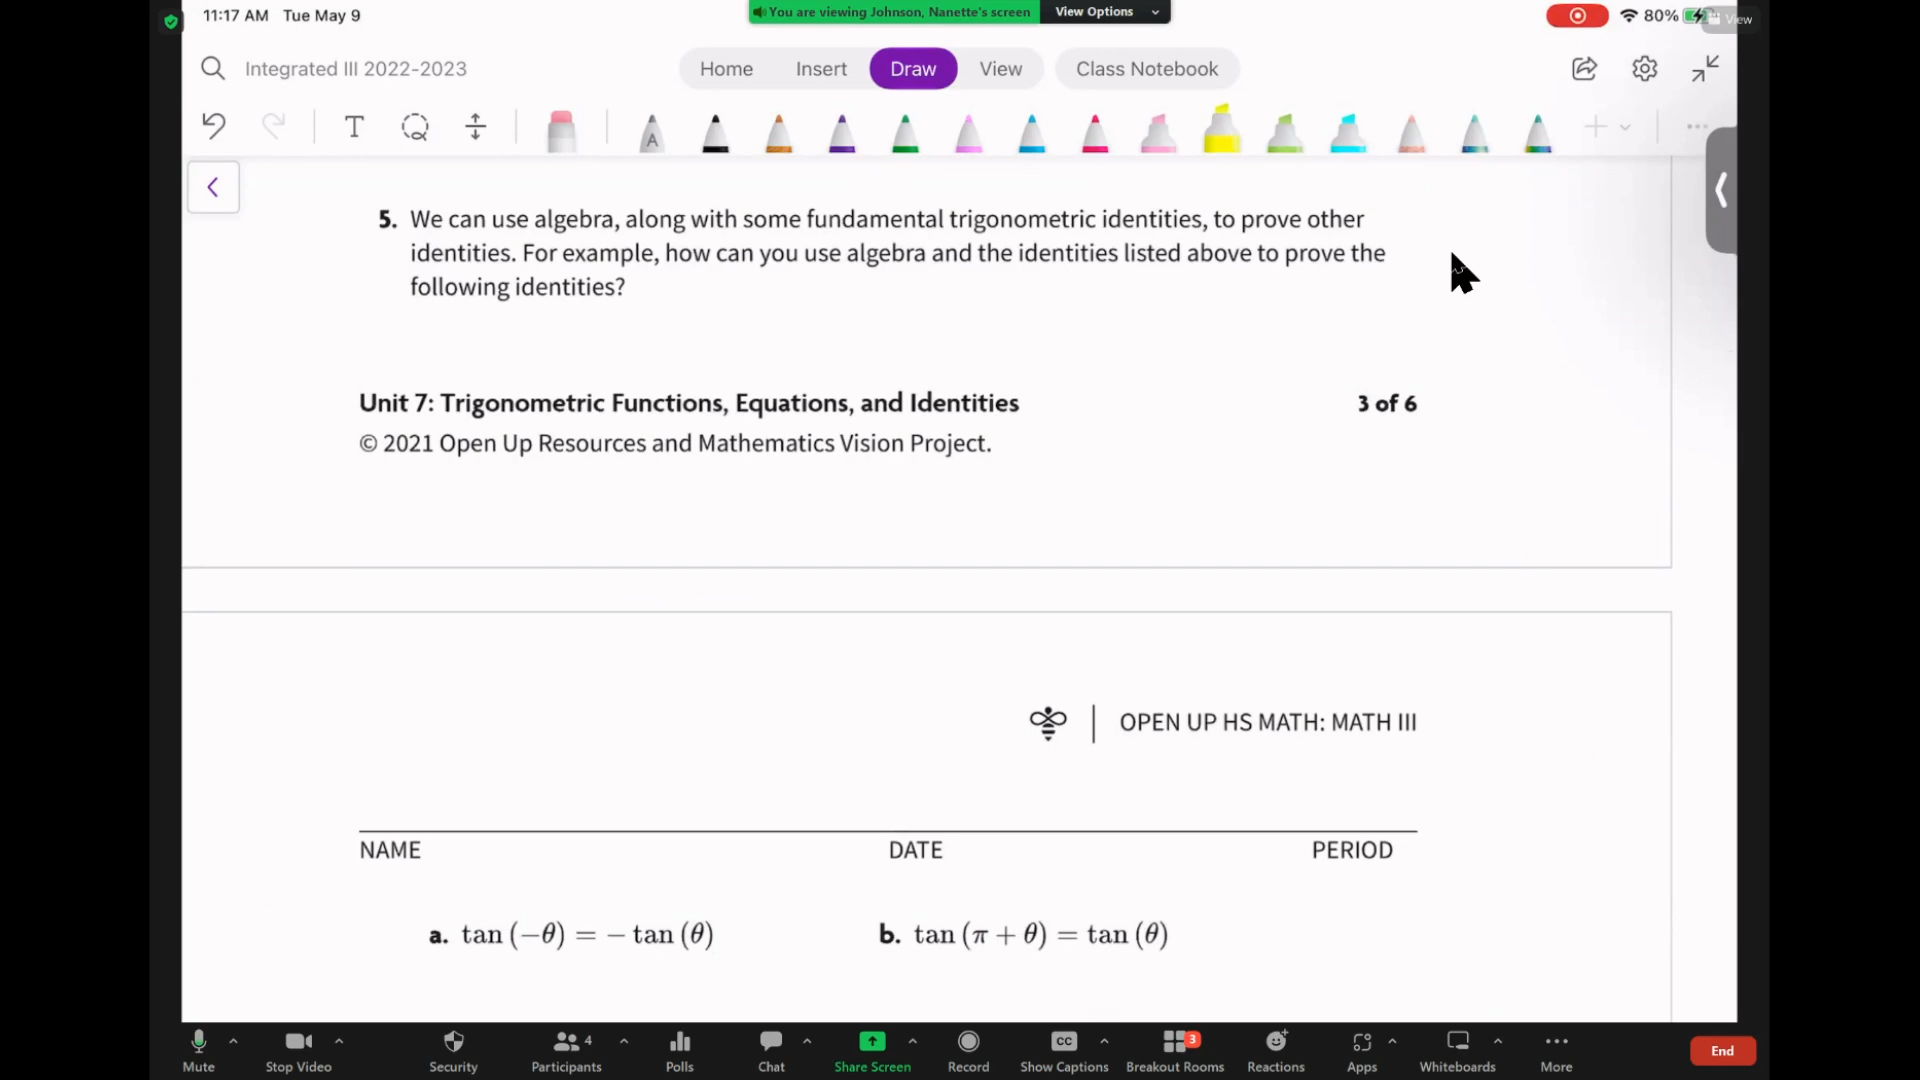 11:17 AM Tue May 9
You are viewing Johnson, Nanette's screen View Options
80%
View
Integrated III 2022-2023
Home Insert Draw View Class Notebook
T
A
5. We can use algebra, along with some fundamental trigonometric identities, to prove other
identities. For example, how can you use algebra and the identities listed above to prove the
following identities?
Unit 7: Trigonometric Functions, Equations, and Identities 3 of 6
© 2021 Open Up Resources and Mathematics Vision Project.
OPEN UP HS MATH: MATH III
NAME DATE PERIOD
a. tan (−θ) = − tan (θ) b. tan (π + θ) = tan (θ)
4
CC
3
Mute Stop Video Security Participants Polls Chat Share Screen Record Show Captions Breakout Rooms Reactions Apps Whiteboards More End